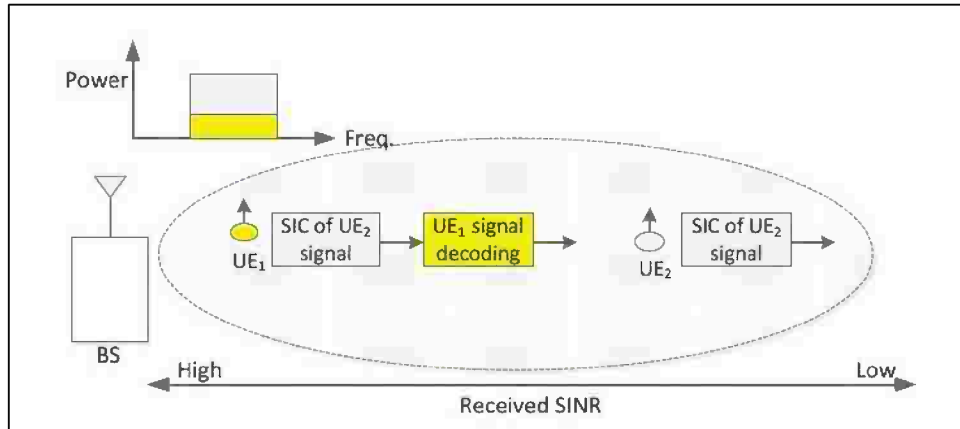 Power
Freq.
SIC of UE₂
signal
UE₁ signal
decoding
SIC of UE₂
signal
UE₁
UE₂
BS
High
Low
Received SINR